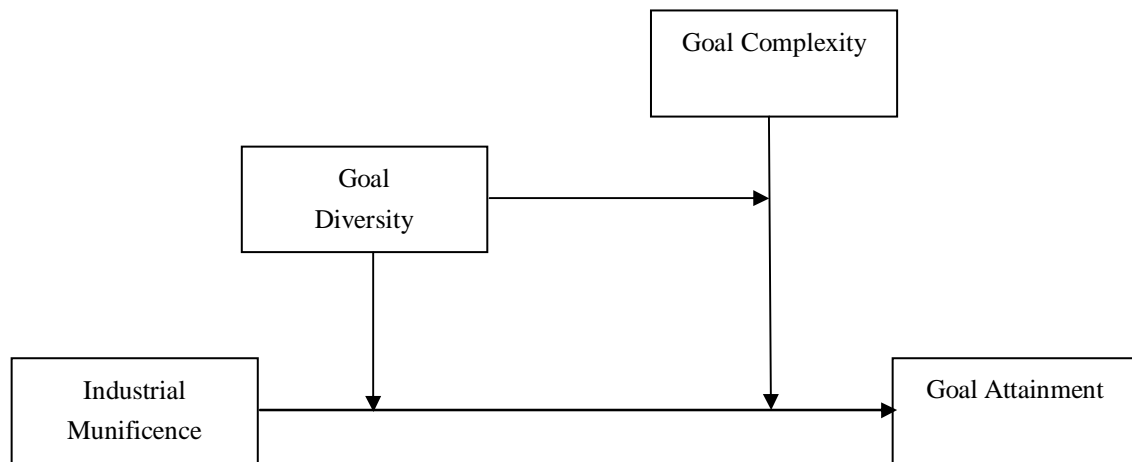 Goal Complexity
Goal
Diversity
Industrial
Munificence
Goal Attainment